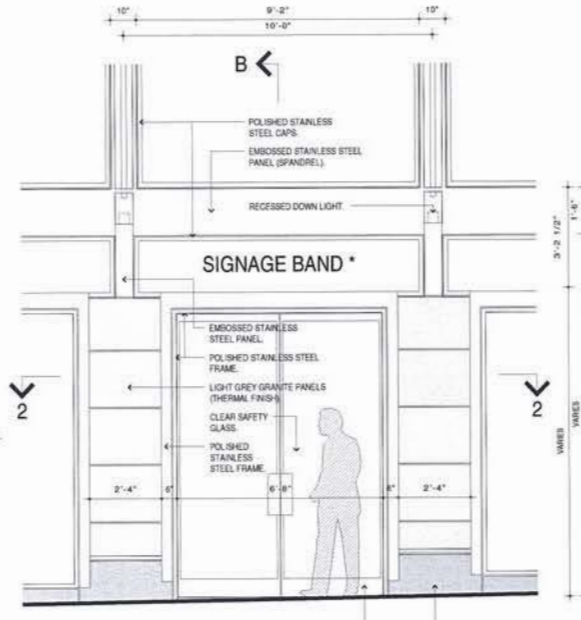 10"
9'-2"
10"
10'-0"
B
POLISHED STAINLESS
STEEL CAPS.
EMBOSSED STAINLESS STEEL
PANEL (SPANDREL).
RECESSED DOWN LIGHT.
1'-6"
3'-2 1/2"
SIGNAGE BAND *
EMBOSSED STAINLESS
STEEL PANEL.
POLISHED STAINLESS STEEL
FRAME.
LIGHT GREY GRANITE PANELS
(THERMAL FINISH)
CLEAR SAFETY
GLASS.
POLISHED
STAINLESS
STEEL FRAME.
2
2
VARIES
VARIES
2'-4"
6"
6'-8"
6"
2'-4"